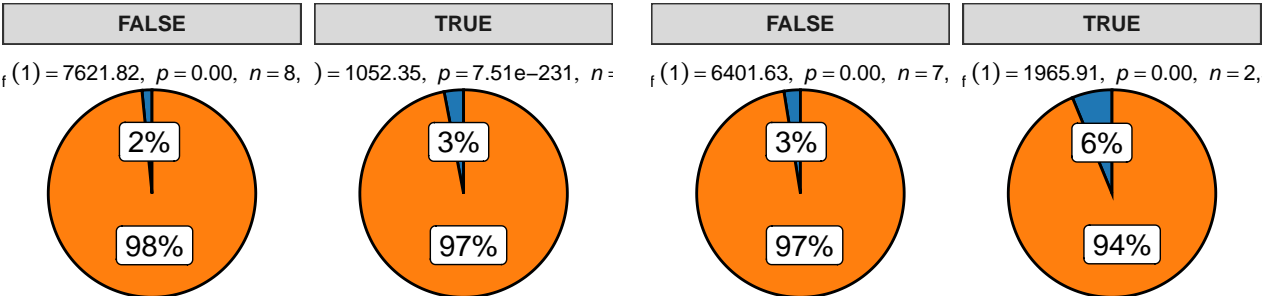 FALSE TRUE FALSE TRUE
f (1) = 7621.82, p = 0.00, n = 8, ) = 1052.35, p = 7.51e−231, n = f (1) = 6401.63, p = 0.00, n = 7, f (1) = 1965.91, p = 0.00, n = 2,
2% 3% 3% 6%
98% 97% 97% 94%